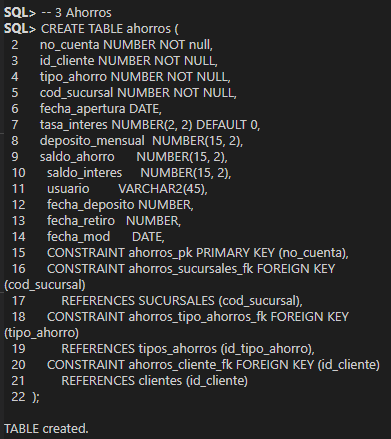 SQL> -- 3 Ahorros
SQL> CREATE TABLE ahorros (
2 no_cuenta NUMBER NOT null,
3 id_cliente NUMBER NOT NULL,
4 tipo_ahorro NUMBER NOT NULL,
5 cod_sucursal NUMBER NOT NULL,
6 fecha_apertura DATE,
7 tasa_interes NUMBER(2, 2) DEFAULT 0,
8 deposito_mensual NUMBER(15, 2),
9 saldo_ahorro NUMBER(15, 2),
10 saldo_interes NUMBER(15, 2),
11 usuario VARCHAR2(45),
12 fecha_deposito NUMBER,
13 fecha_retiro NUMBER,
14 fecha_mod DATE,
15 CONSTRAINT ahorros_pk PRIMARY KEY (no_cuenta),
16 CONSTRAINT ahorros_sucursales_fk FOREIGN KEY
(cod_sucursal)
17 REFERENCES SUCURSALES (cod_sucursal),
18 CONSTRAINT ahorros_tipo_ahorros_fk FOREIGN KEY
(tipo_ahorro)
19 REFERENCES tipos_ahorros (id_tipo_ahorro),
20 CONSTRAINT ahorros_cliente_fk FOREIGN KEY (id_cliente)
21 REFERENCES clientes (id_cliente)
22 );
TABLE created.